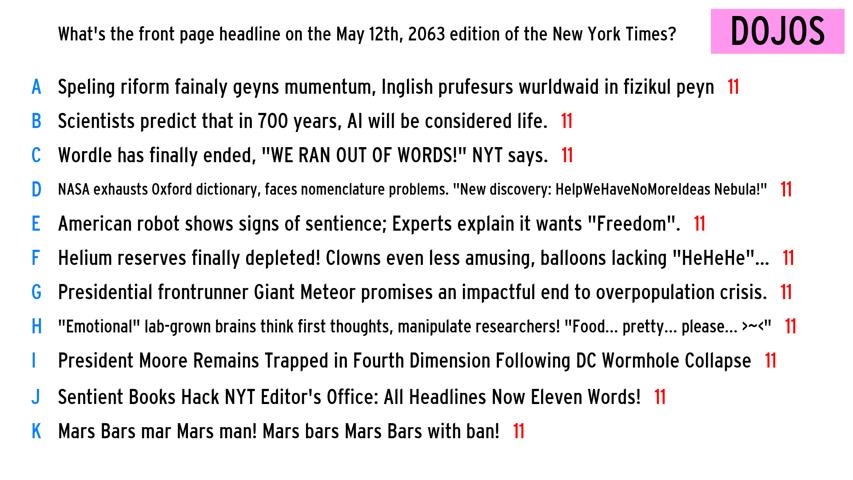 What's the front page headline on the May 12th, 2063 edition of the New York Times? DOJOS
A Speling riform fainaly geyns mumentum, Inglish prufesurs wurldwaid in fizikul peyn 11
B Scientists predict that in 700 years, AI will be considered life. 11
C Wordle has finally ended, "WE RAN OUT OF WORDS!" NYT says. 11
D NASA exhausts Oxford dictionary, faces nomenclature problems. "New discovery: HelpWeHaveNoMoreIdeas Nebula!" 11
E American robot shows signs of sentience; Experts explain it wants "Freedom". 11
F Helium reserves finally depleted! Clowns even less amusing, balloons lacking "HeHeHe"... 11
G Presidential frontrunner Giant Meteor promises an impactful end to overpopulation crisis. 11
H "Emotional" lab-grown brains think first thoughts, manipulate researchers! "Food... pretty... please... >~<" 11
I President Moore Remains Trapped in Fourth Dimension Following DC Wormhole Collapse 11
J Sentient Books Hack NYT Editor's Office: All Headlines Now Eleven Words! 11
K Mars Bars mar Mars man! Mars bars Mars Bars with ban! 11